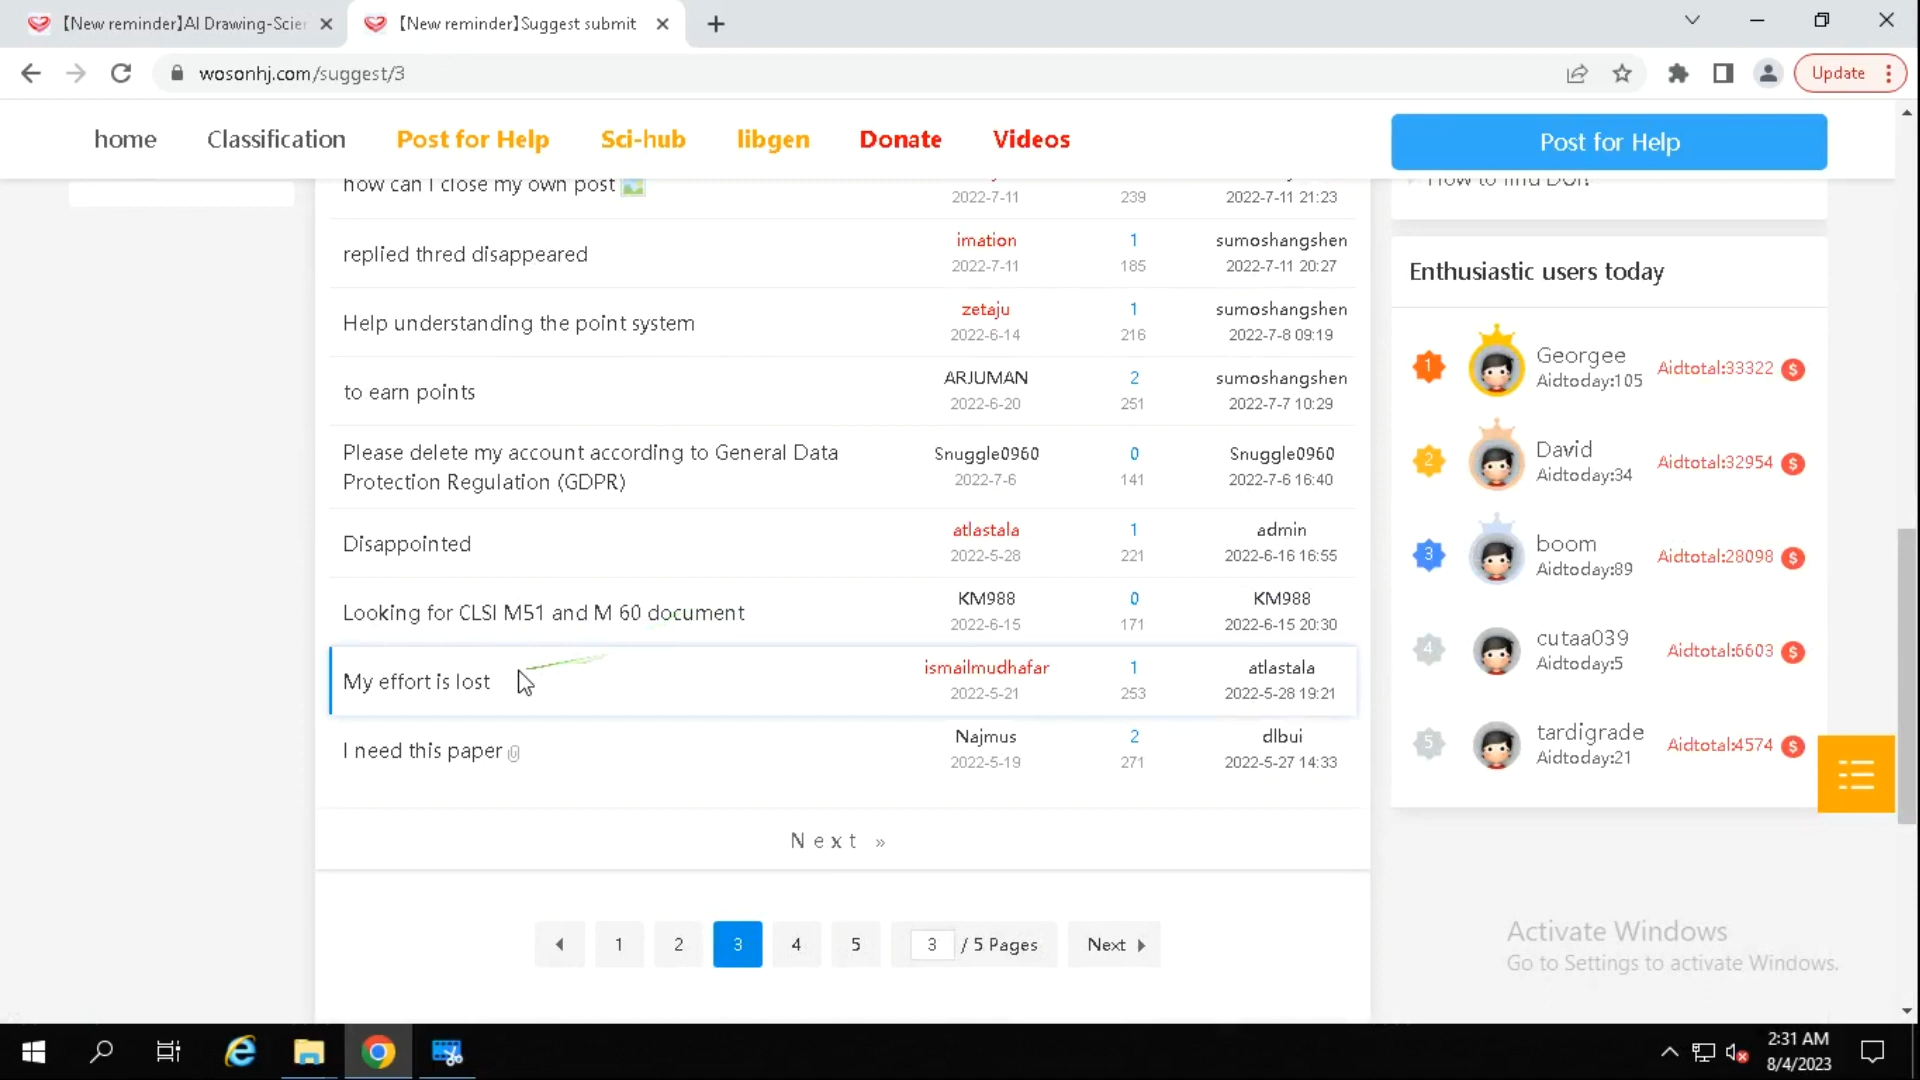 【New reminder】AI Drawing-Scier
【New reminder】Suggest submit
wosonhj.com/suggest/3
Update
home
Classification
Post for Help
Sci-hub
libgen
Donate
Videos
Post for Help
how can I close my own post
2022-7-11
239
2022-7-11 21:23
How to find DOI?
replied thred disappeared
imation
2022-7-11
1
185
sumoshangshen
2022-7-11 20:27
Help understanding the point system
zetaju
2022-6-14
1
216
sumoshangshen
2022-7-8 09:19
to earn points
ARJUMAN
2022-6-20
2
251
sumoshangshen
2022-7-7 10:29
Please delete my account according to General Data
Protection Regulation (GDPR)
Snuggle0960
2022-7-6
0
141
Snuggle0960
2022-7-6 16:40
Disappointed
atlastala
2022-5-28
1
221
admin
2022-6-16 16:55
Looking for CLSI M51 and M 60 document
KM988
2022-6-15
0
171
KM988
2022-6-15 20:30
My effort is lost
ismailmudhafar
2022-5-21
1
253
atlastala
2022-5-28 19:21
I need this paper
Najmus
2022-5-19
2
271
dlbui
2022-5-27 14:33
Next »
1
2
3
4
5
3 / 5 Pages
Next
Enthusiastic users today
1
Georgee
Aidtoday:105
Aidtotal:33322
$
2
David
Aidtoday:34
Aidtotal:32954
$
3
boom
Aidtoday:89
Aidtotal:28098
$
4
cutaa039
Aidtoday:5
Aidtotal:6603
$
5
tardigrade
Aidtoday:21
Aidtotal:4574
$
Activate Windows
Go to Settings to activate Windows.
2:31 AM
8/4/2023